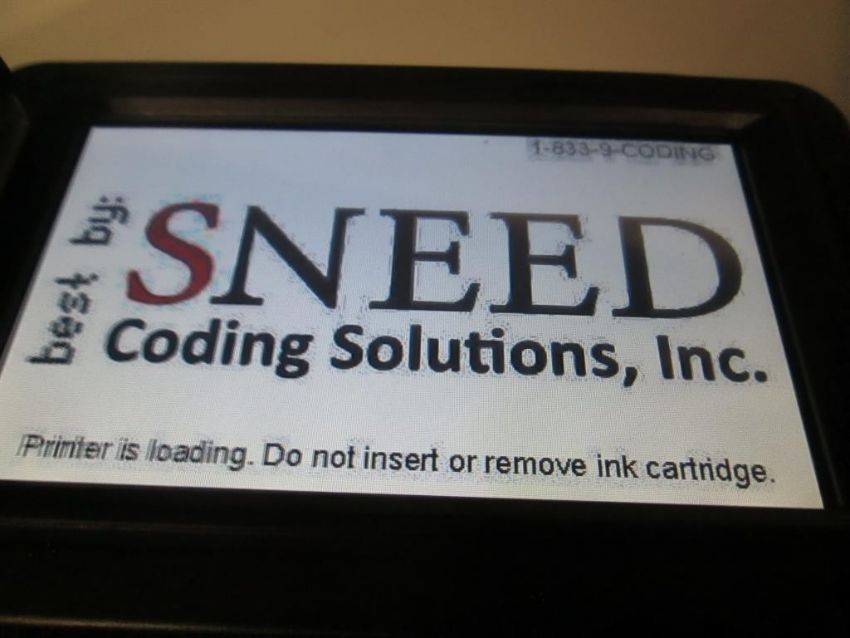 1-833-9-CODING
best by:
SNEED
Coding Solutions, Inc.
Printer is loading. Do not insert or remove ink cartridge.